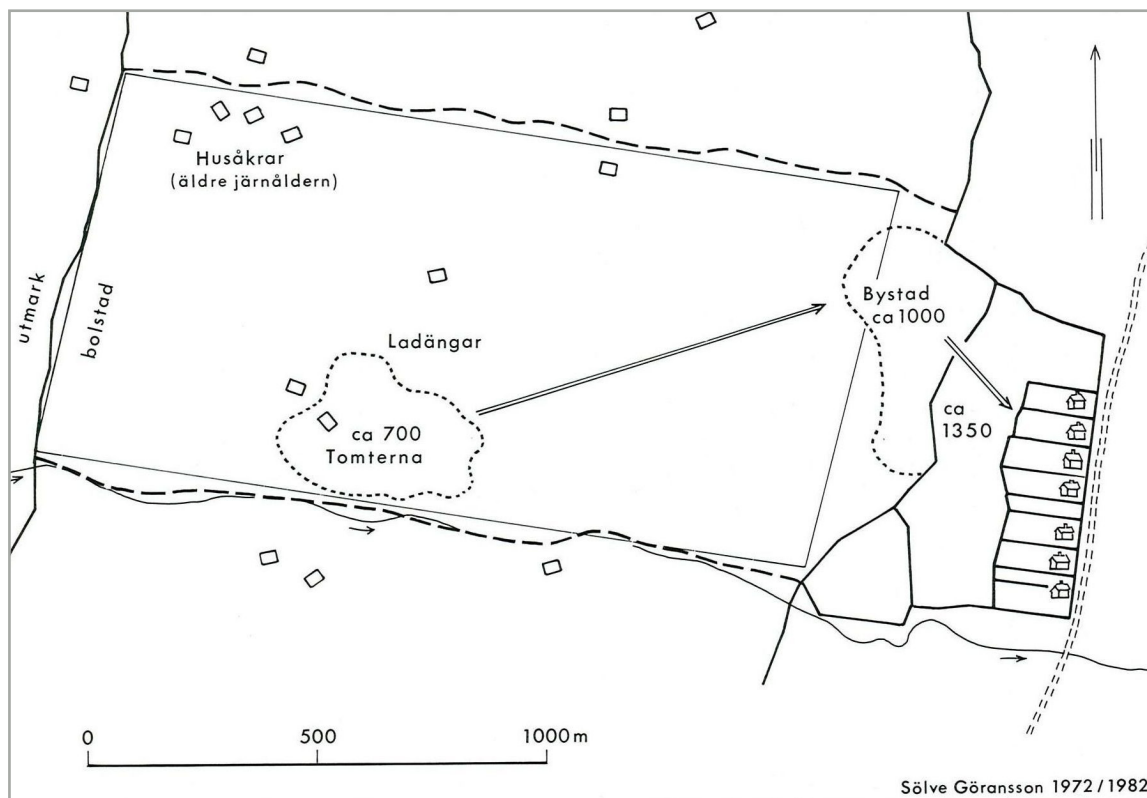 Husåkrar
(äldre järnåldern)
utmark
bolstad
Ladängar
ca 700
Tomterna
Bystad
ca 1000
ca
1350
0 500 1000 m
Sölve Göransson 1972/1982